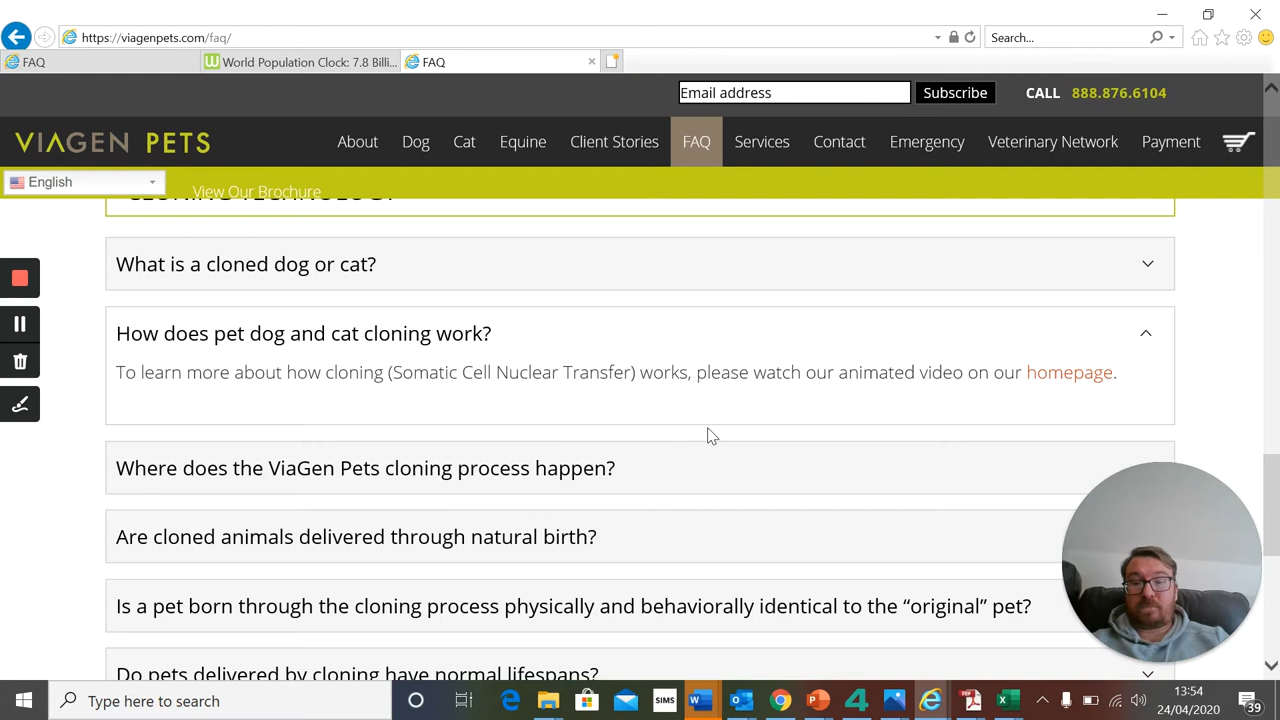 https://viagenpets.com/faq/
Search...
FAQ
World Population Clock: 7.8 Billi...
FAQ
Email address
Subscribe
CALL 888.876.6104
VIAGEN PETS
About Dog Cat Equine Client Stories FAQ Services Contact Emergency Veterinary Network Payment
English
View Our Brochure
CLONING TECHNOLOGY
What is a cloned dog or cat?
How does pet dog and cat cloning work?
To learn more about how cloning (Somatic Cell Nuclear Transfer) works, please watch our animated video on our homepage.
Where does the ViaGen Pets cloning process happen?
Are cloned animals delivered through natural birth?
Is a pet born through the cloning process physically and behaviorally identical to the “original” pet?
Do pets delivered by cloning have normal lifespans?
Type here to search
SIMS
13:54
24/04/2020
39